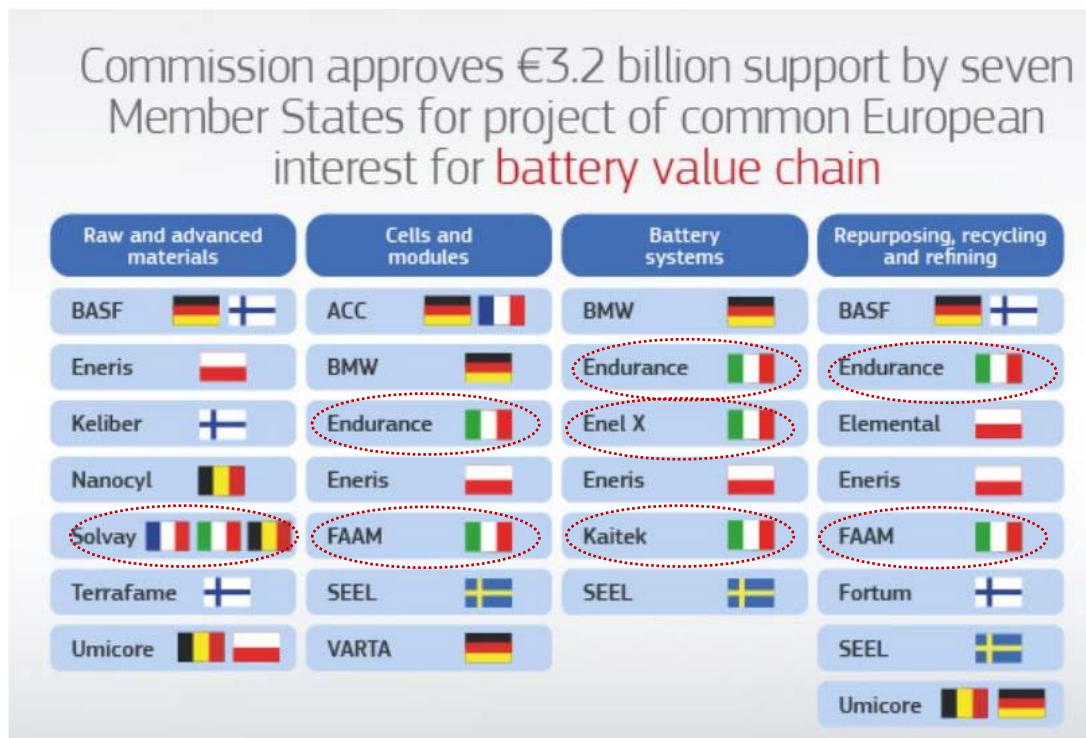 Commission approves €3.2 billion support by seven
Member States for project of common European
interest for battery value chain
Raw and advanced
materials
BASF
Eneris
Keliber
Nanocyl
Solvay
Terrafame
Umicore
Cells and
modules
ACC
BMW
Endurance
Eneris
FAAM
SEEL
VARTA
Battery
systems
BMW
Endurance
Enel X
Eneris
Kaitek
SEEL
Repurposing, recycling
and refining
BASF
Endurance
Elemental
Eneris
FAAM
Fortum
SEEL
Umicore